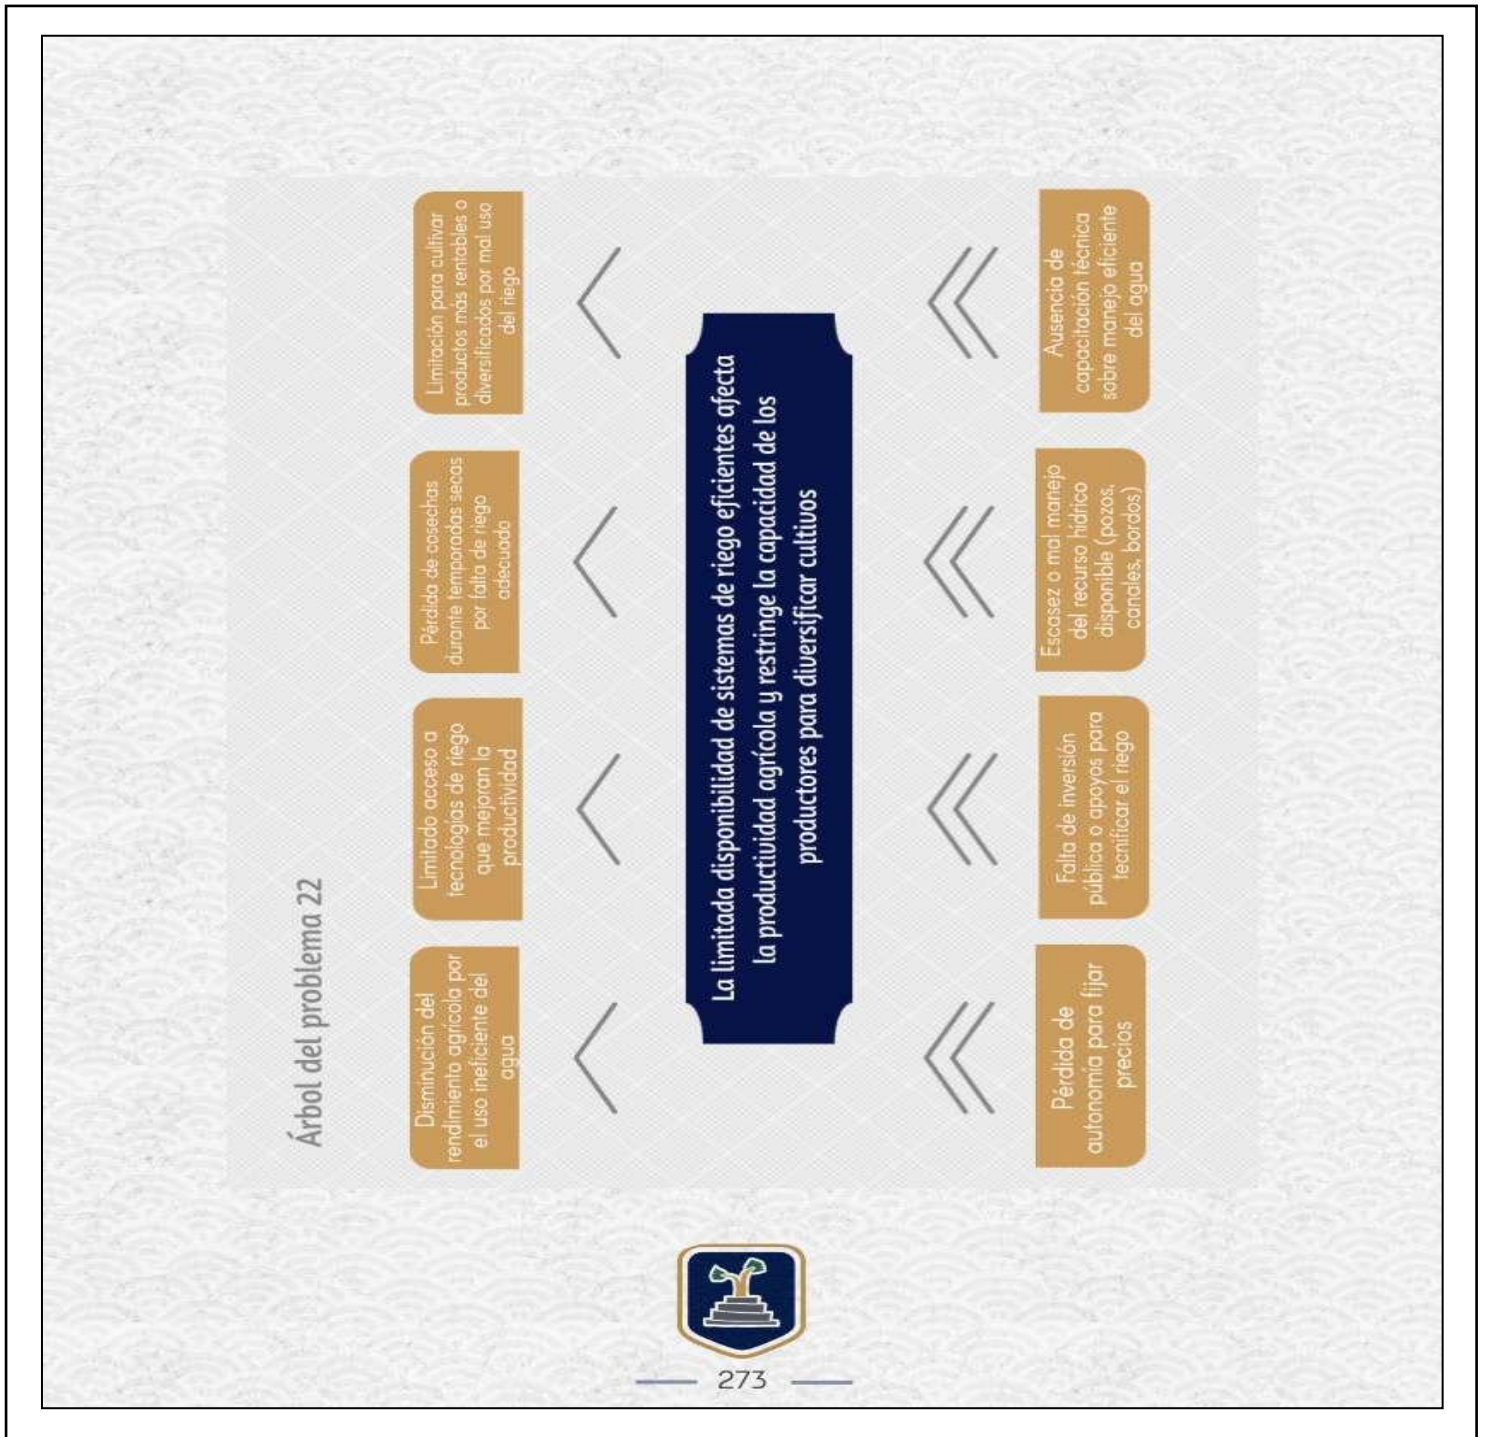 Árbol del problema 22
Disminución del
rendimiento agrícola por
el uso ineficiente del
agua
Limitado acceso a
tecnologías de riego
que mejoran la
productividad
Pérdida de cosechas
durante temporadas secas
por falta de riego
adecuado
Limitación para cultivar
productos más rentables o
diversificados por mal uso
del riego
La limitada disponibilidad de sistemas de riego eficientes afecta
la productividad agrícola y restringe la capacidad de los
productores para diversificar cultivos
Pérdida de
autonomía para fijar
precios
Falta de inversión
pública o apoyos para
tecnificar el riego
Escasez o mal manejo
del recurso hídrico
disponible (pozos,
canales, bordos)
Ausencia de
capacitación técnica
sobre manejo eficiente
del agua
273